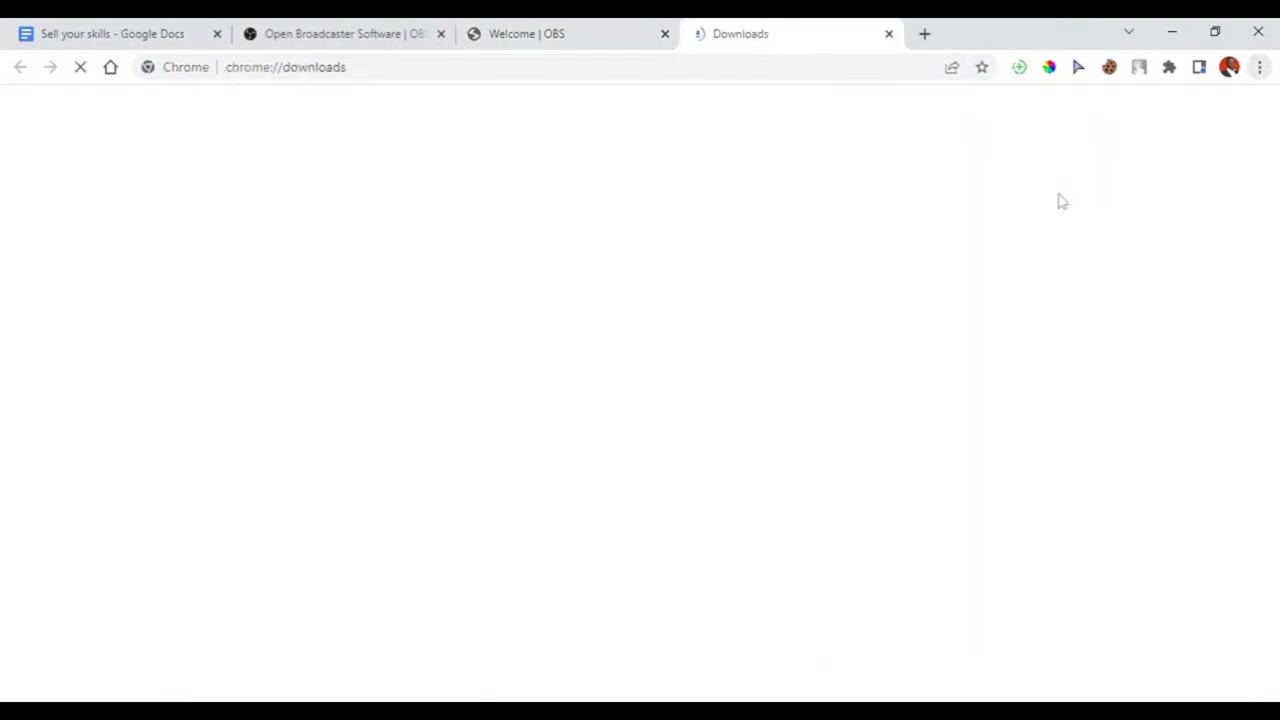 Sell your skills - Google Docs
Open Broadcaster Software | OB
Welcome | OBS
Downloads
Chrome | chrome://downloads